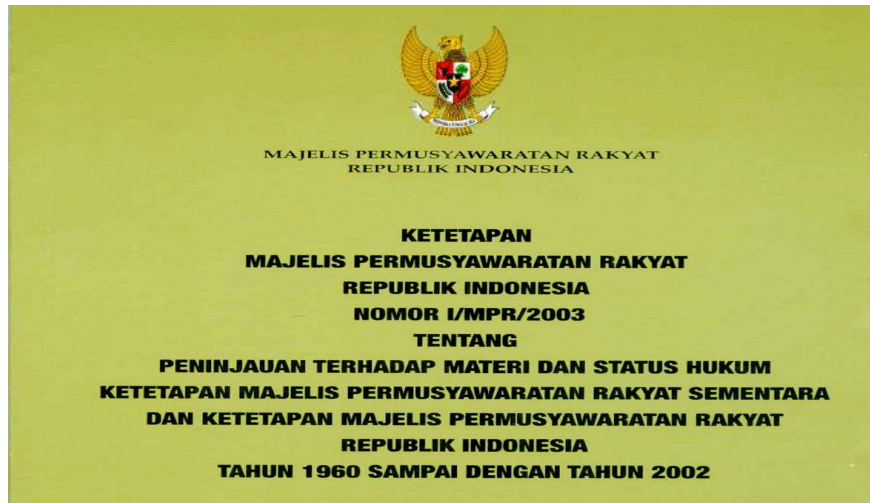 MAJELIS PERMUSYAWARATAN RAKYAT
REPUBLIK INDONESIA
KETETAPAN
MAJELIS PERMUSYAWARATAN RAKYAT
REPUBLIK INDONESIA
NOMOR I/MPR/2003
TENTANG
PENINJAUAN TERHADAP MATERI DAN STATUS HUKUM
KETETAPAN MAJELIS PERMUSYAWARATAN RAKYAT SEMENTARA
DAN KETETAPAN MAJELIS PERMUSYAWARATAN RAKYAT
REPUBLIK INDONESIA
TAHUN 1960 SAMPAI DENGAN TAHUN 2002